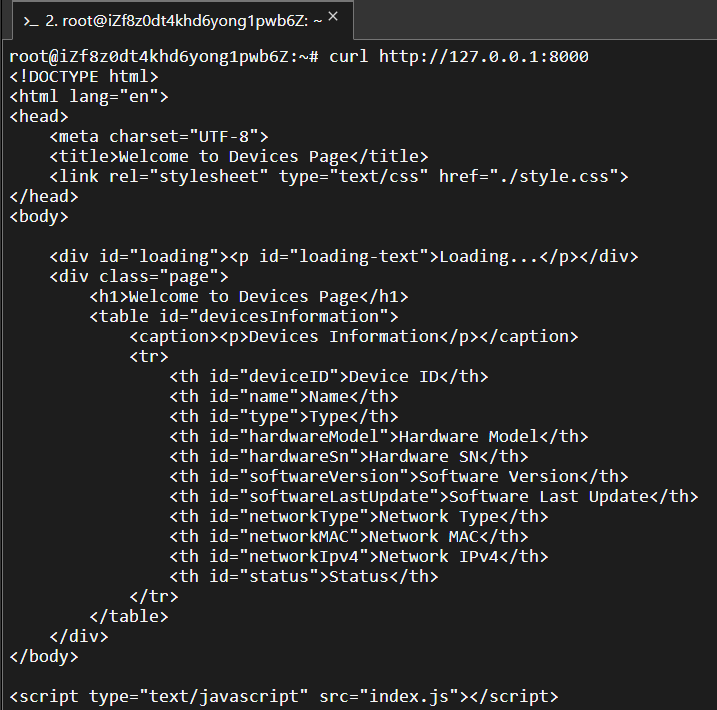 >_ 2. root@iZf8z0dt4khd6yong1pwb6Z: ~ ×
root@iZf8z0dt4khd6yong1pwb6Z:~# curl http://127.0.0.1:8000
<!DOCTYPE html>
<html lang="en">
<head>
    <meta charset="UTF-8">
    <title>Welcome to Devices Page</title>
    <link rel="stylesheet" type="text/css" href="./style.css">
</head>
<body>

    <div id="loading"><p id="loading-text">Loading...</p></div>
    <div class="page">
        <h1>Welcome to Devices Page</h1>
        <table id="devicesInformation">
            <caption><p>Devices Information</p></caption>
            <tr>
                <th id="deviceID">Device ID</th>
                <th id="name">Name</th>
                <th id="type">Type</th>
                <th id="hardwareModel">Hardware Model</th>
                <th id="hardwareSn">Hardware SN</th>
                <th id="softwareVersion">Software Version</th>
                <th id="softwareLastUpdate">Software Last Update</th>
                <th id="networkType">Network Type</th>
                <th id="networkMAC">Network MAC</th>
                <th id="networkIpv4">Network IPv4</th>
                <th id="status">Status</th>
            </tr>
        </table>
    </div>
</body>

<script type="text/javascript" src="index.js"></script>